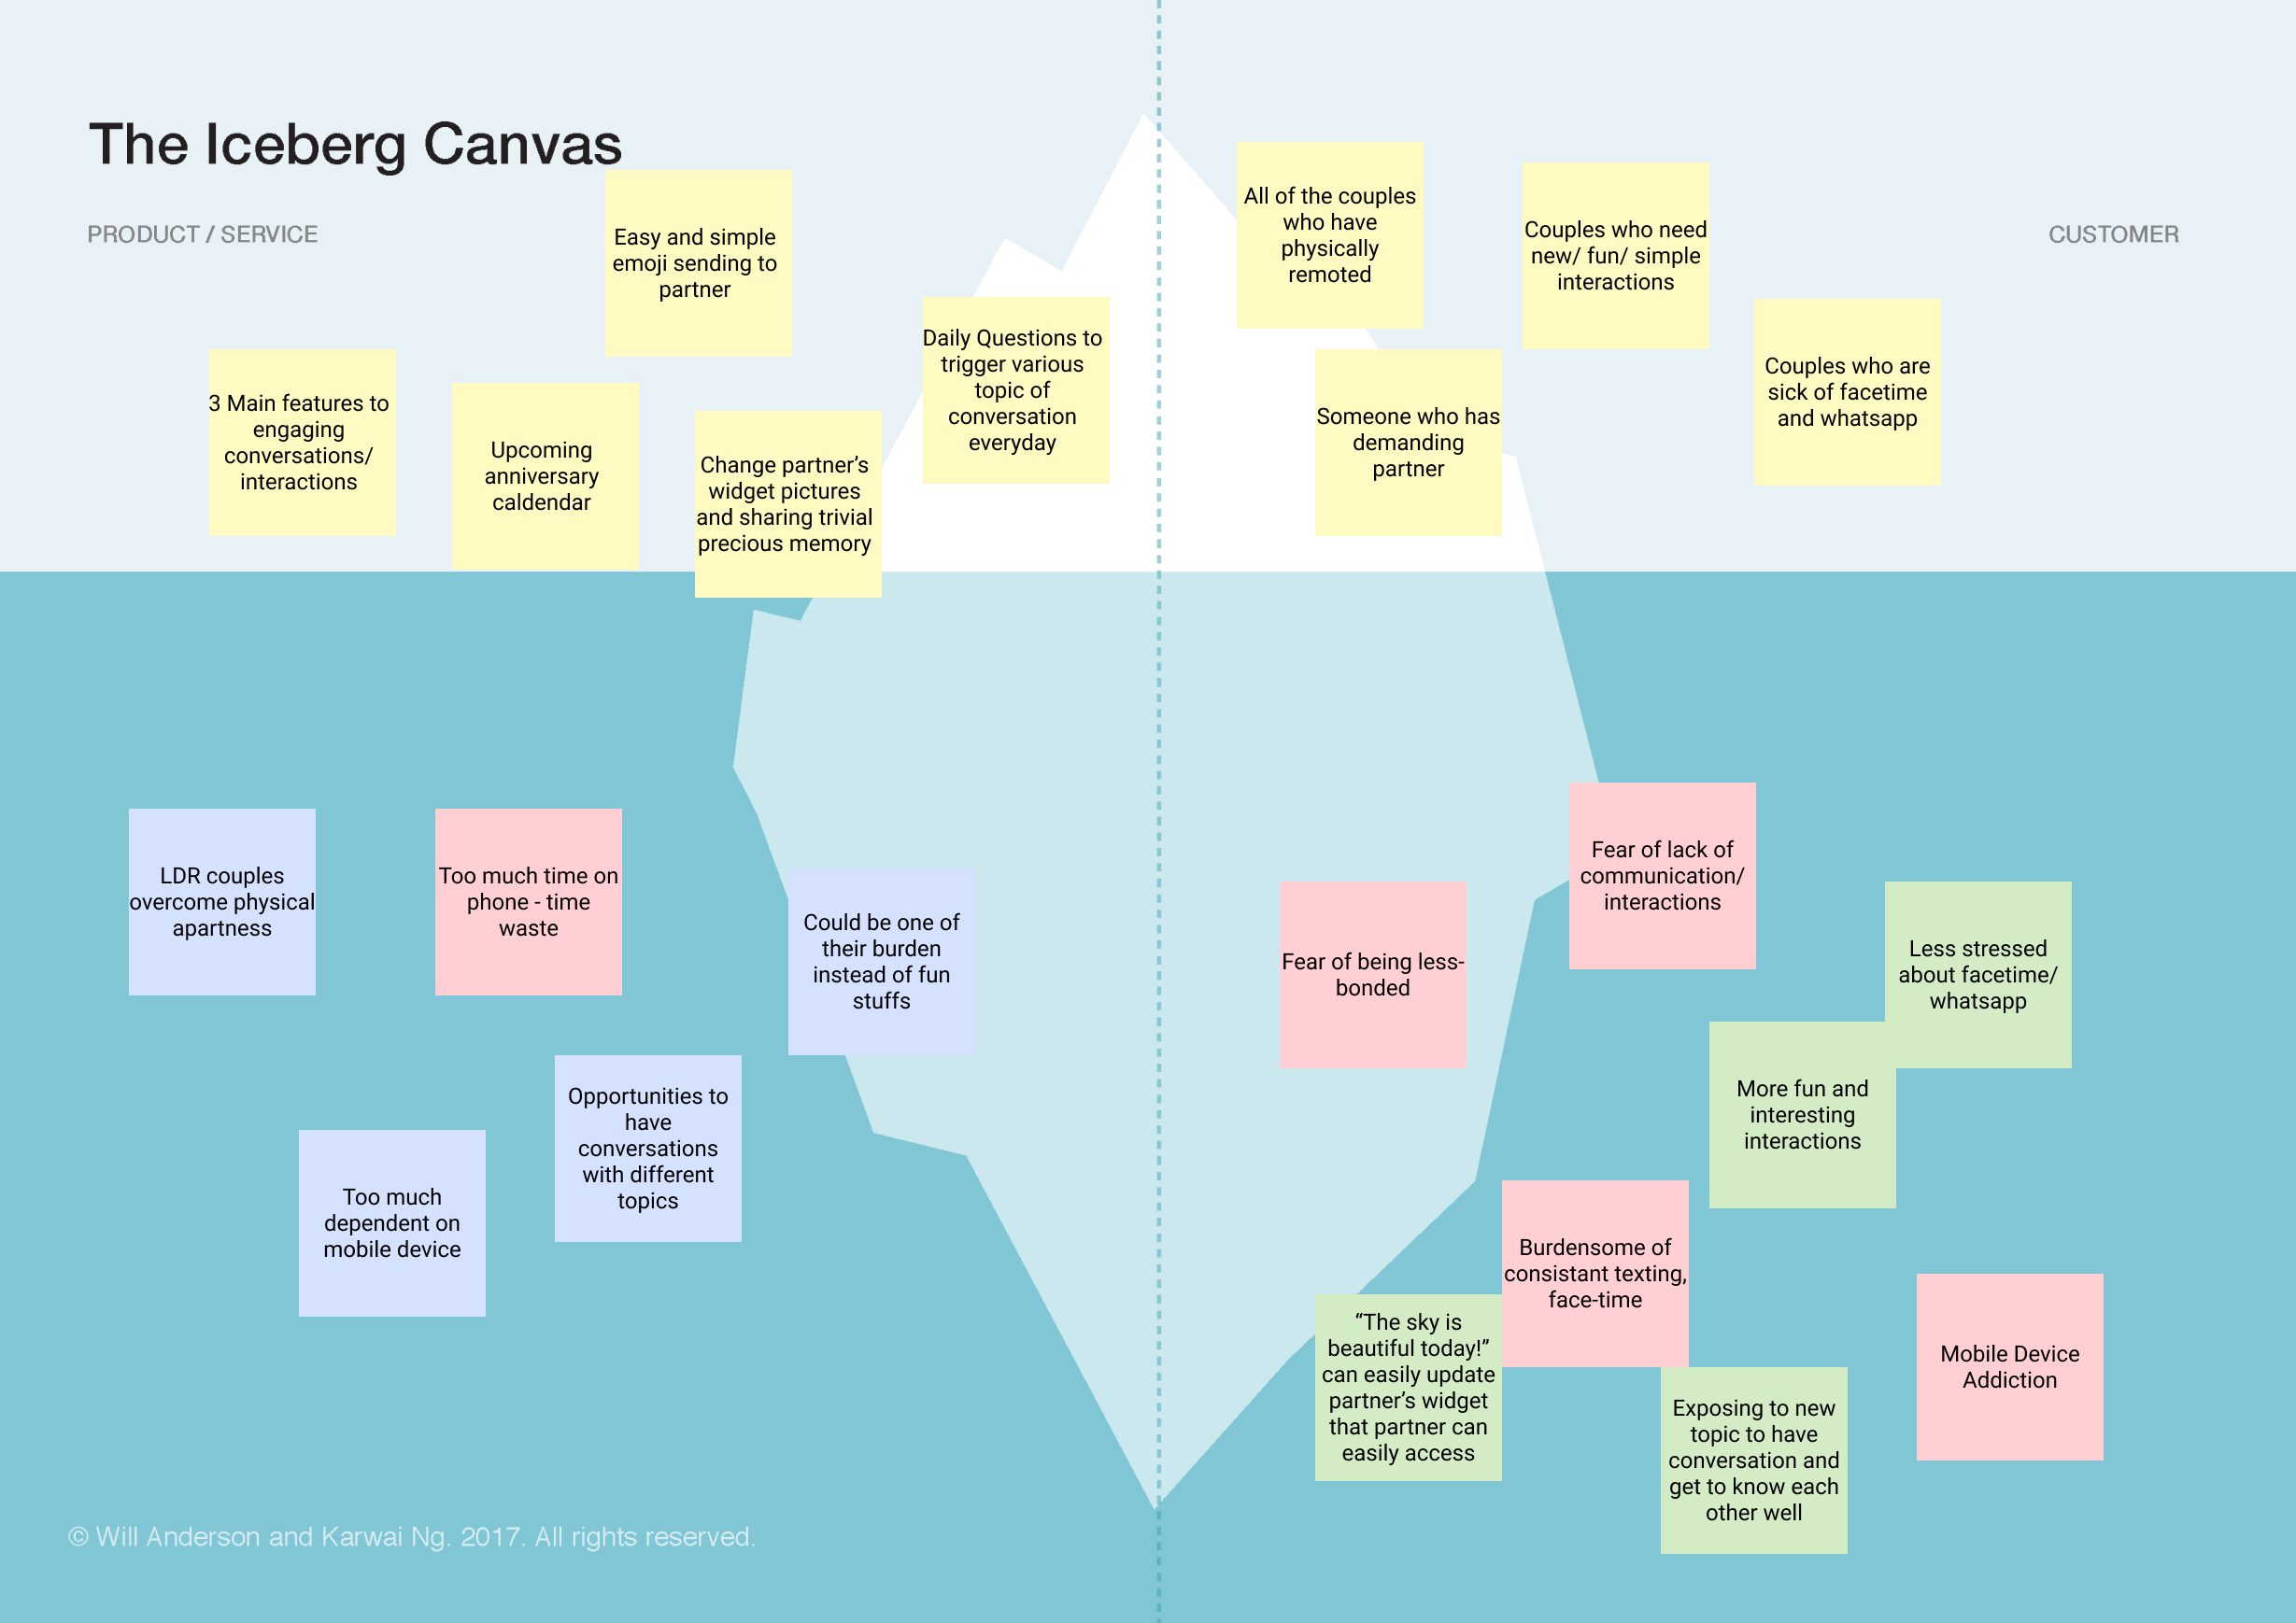 The Iceberg Canvas
PRODUCT / SERVICE
CUSTOMER
Easy and simple
emoji sending to
partner
3 Main features to
engaging
conversations/
interactions
Upcoming
anniversary
caldendar
Change partner’s
widget pictures
and sharing trivial
precious memory
Daily Questions to
trigger various
topic of
conversation
everyday
All of the couples
who have
physically
remoted
Couples who need
new/ fun/ simple
interactions
Someone who has
demanding
partner
Couples who are
sick of facetime
and whatsapp
LDR couples
overcome physical
apartness
Too much time on
phone - time
waste
Could be one of
their burden
instead of fun
stuffs
Opportunities to
have
conversations
with different
topics
Too much
dependent on
mobile device
Fear of being less-
bonded
Fear of lack of
communication/
interactions
Less stressed
about facetime/
whatsapp
More fun and
interesting
interactions
Burdensome of
consistant texting,
face-time
“The sky is
beautiful today!”
can easily update
partner’s widget
that partner can
easily access
Mobile Device
Addiction
Exposing to new
topic to have
conversation and
get to know each
other well
© Will Anderson and Karwai Ng. 2017. All rights reserved.